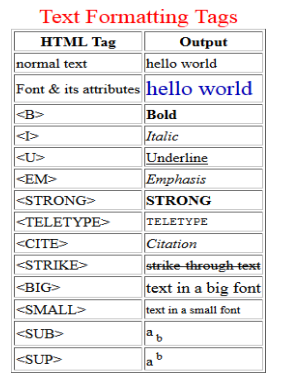 Text Formatting Tags
HTML Tag Output
normal text hello world
Font & its attributes hello world
<B> Bold
<I> Italic
<U> Underline
<EM> Emphasis
<STRONG> STRONG
<TELETYPE> TELETYPE
<CITE> Citation
<STRIKE> strike-through text
<BIG> text in a big font
<SMALL> text in a small font
<SUB> a b
<SUP> a b